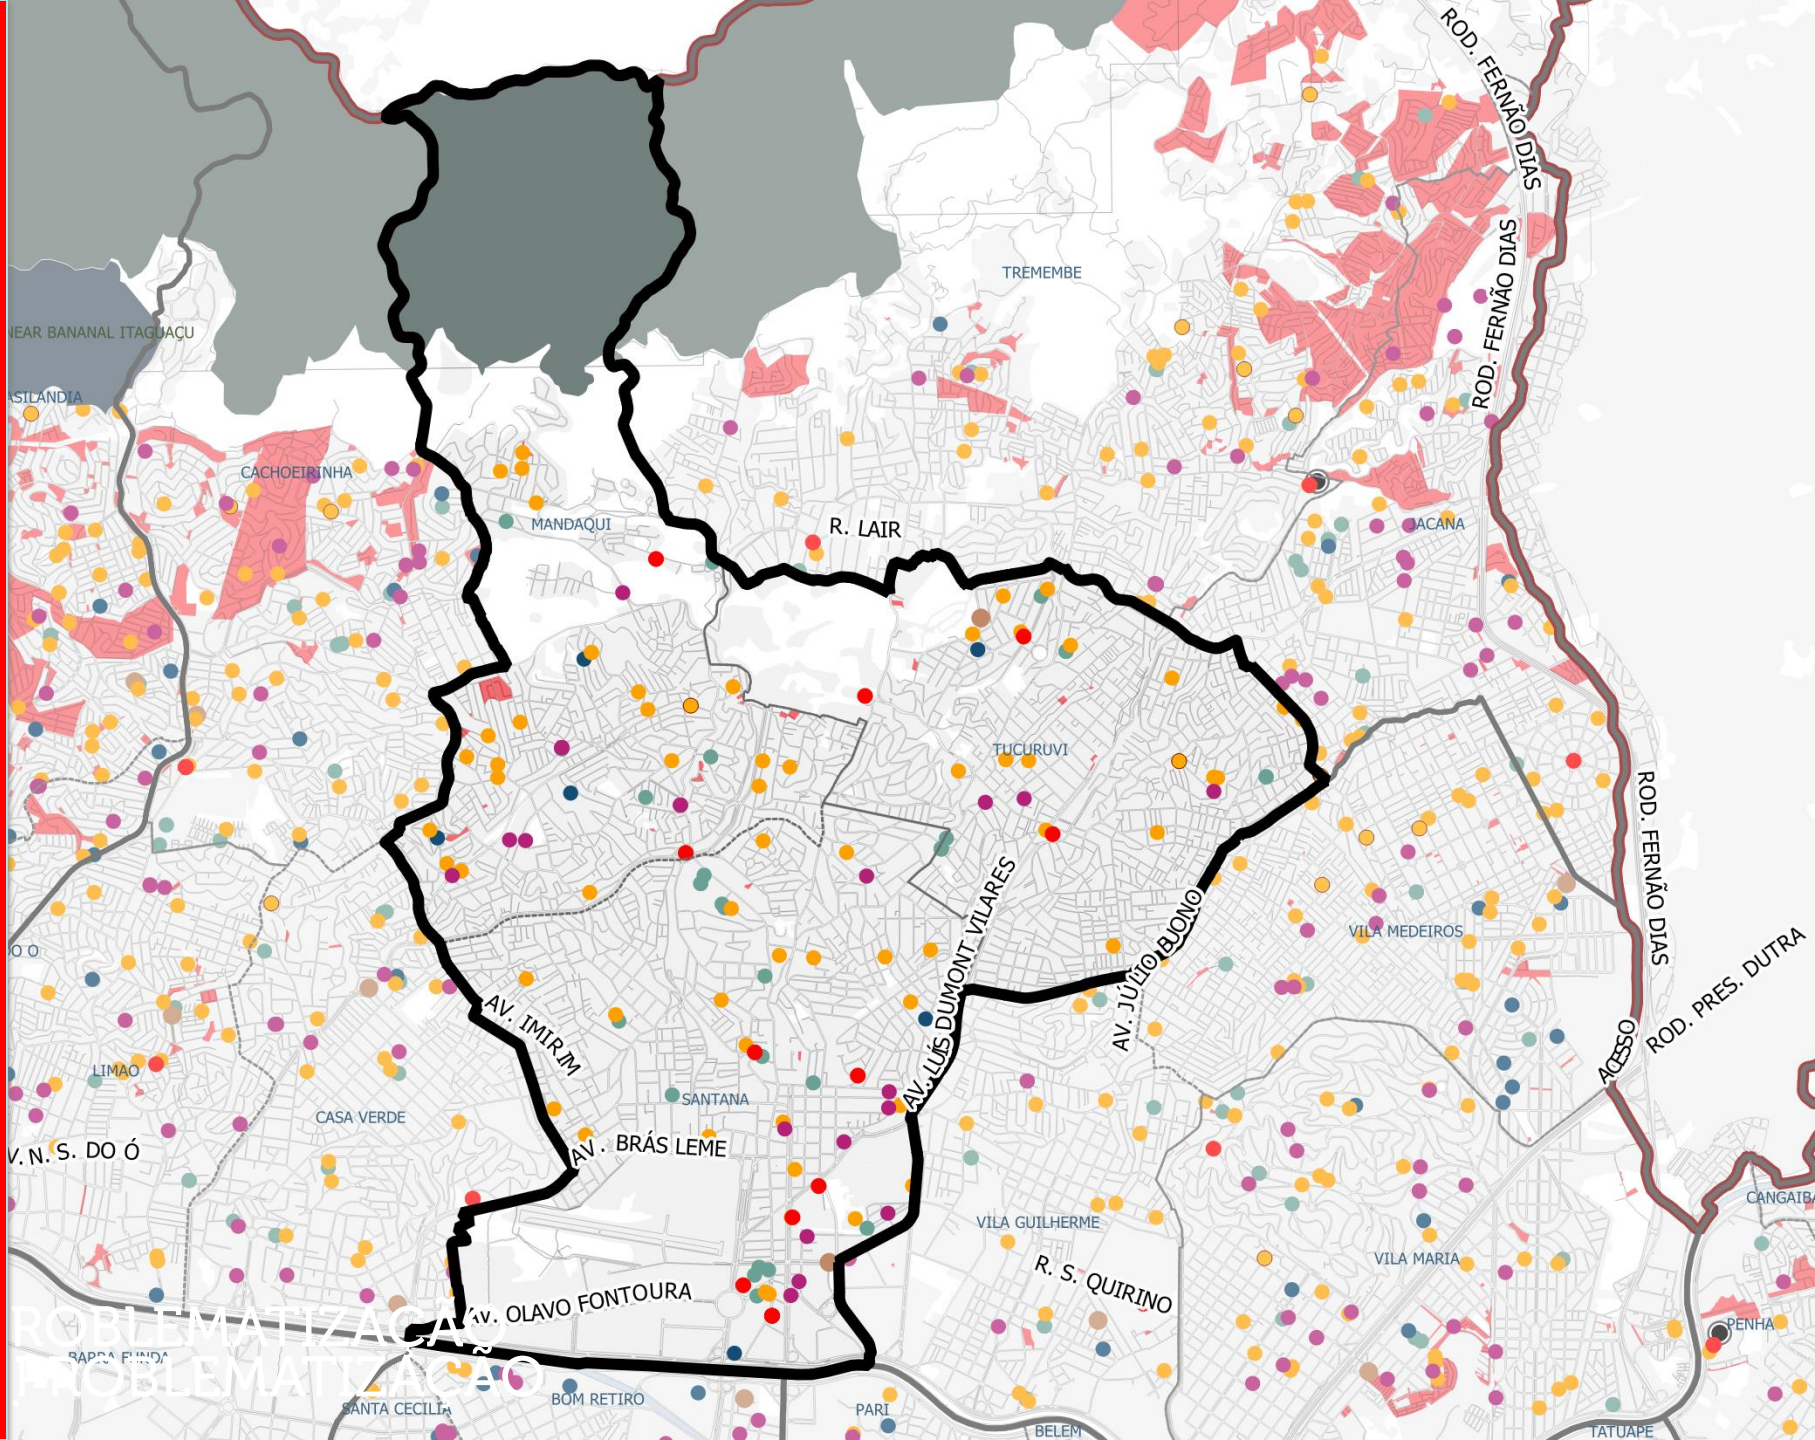 ROD. FERNÃO DIAS
TREMEMBE
ROD. FERNÃO DIAS
NEAR BANANAL ITAGUAÇU
ASILANDIA
CACHOEIRINHA
MANDAQUI
R. LAIR
JACANA
TUCURUVI
ROD. FERNÃO DIAS
AV. LUÍS DUMONT VILARES
AV. JÚLIO BUONO
VILA MEDEIROS
DO O
ROD. PRES. DUTRA
AV. IMIRIM
ACESSO
LIMAO
SANTANA
CASA VERDE
V. N. S. DO Ó
AV. BRÁS LEME
CANGAIBA
VILA GUILHERME
VILA MARIA
R. S. QUIRINO
AV. OLAVO FONTOURA
ROBLEMATIZAÇÃO
PENHA
BARRA FUNDA
PROBLEMATIZAÇÃO
BOM RETIRO
SANTA CECILIA
PARI
BELEM
TATUAPE